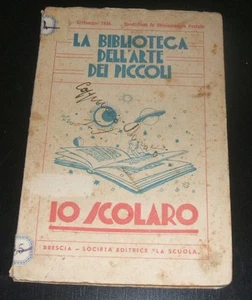 LA BIBLIOTECA
DELL'ARTE
DEI PICCOLI
IO SCOLARO
BRESCIA - SOCIETÀ EDITRICE "LA SCUOLA"